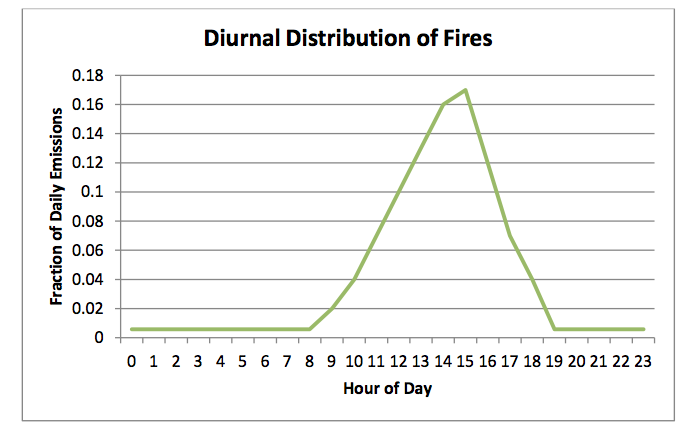 Diurnal Distribution of Fires
Fraction of Daily Emissions
0.18
0.16
0.14
0.12
0.1
0.08
0.06
0.04
0.02
0
0 1 2 3 4 5 6 7 8 9 10 11 12 13 14 15 16 17 18 19 20 21 22 23
Hour of Day